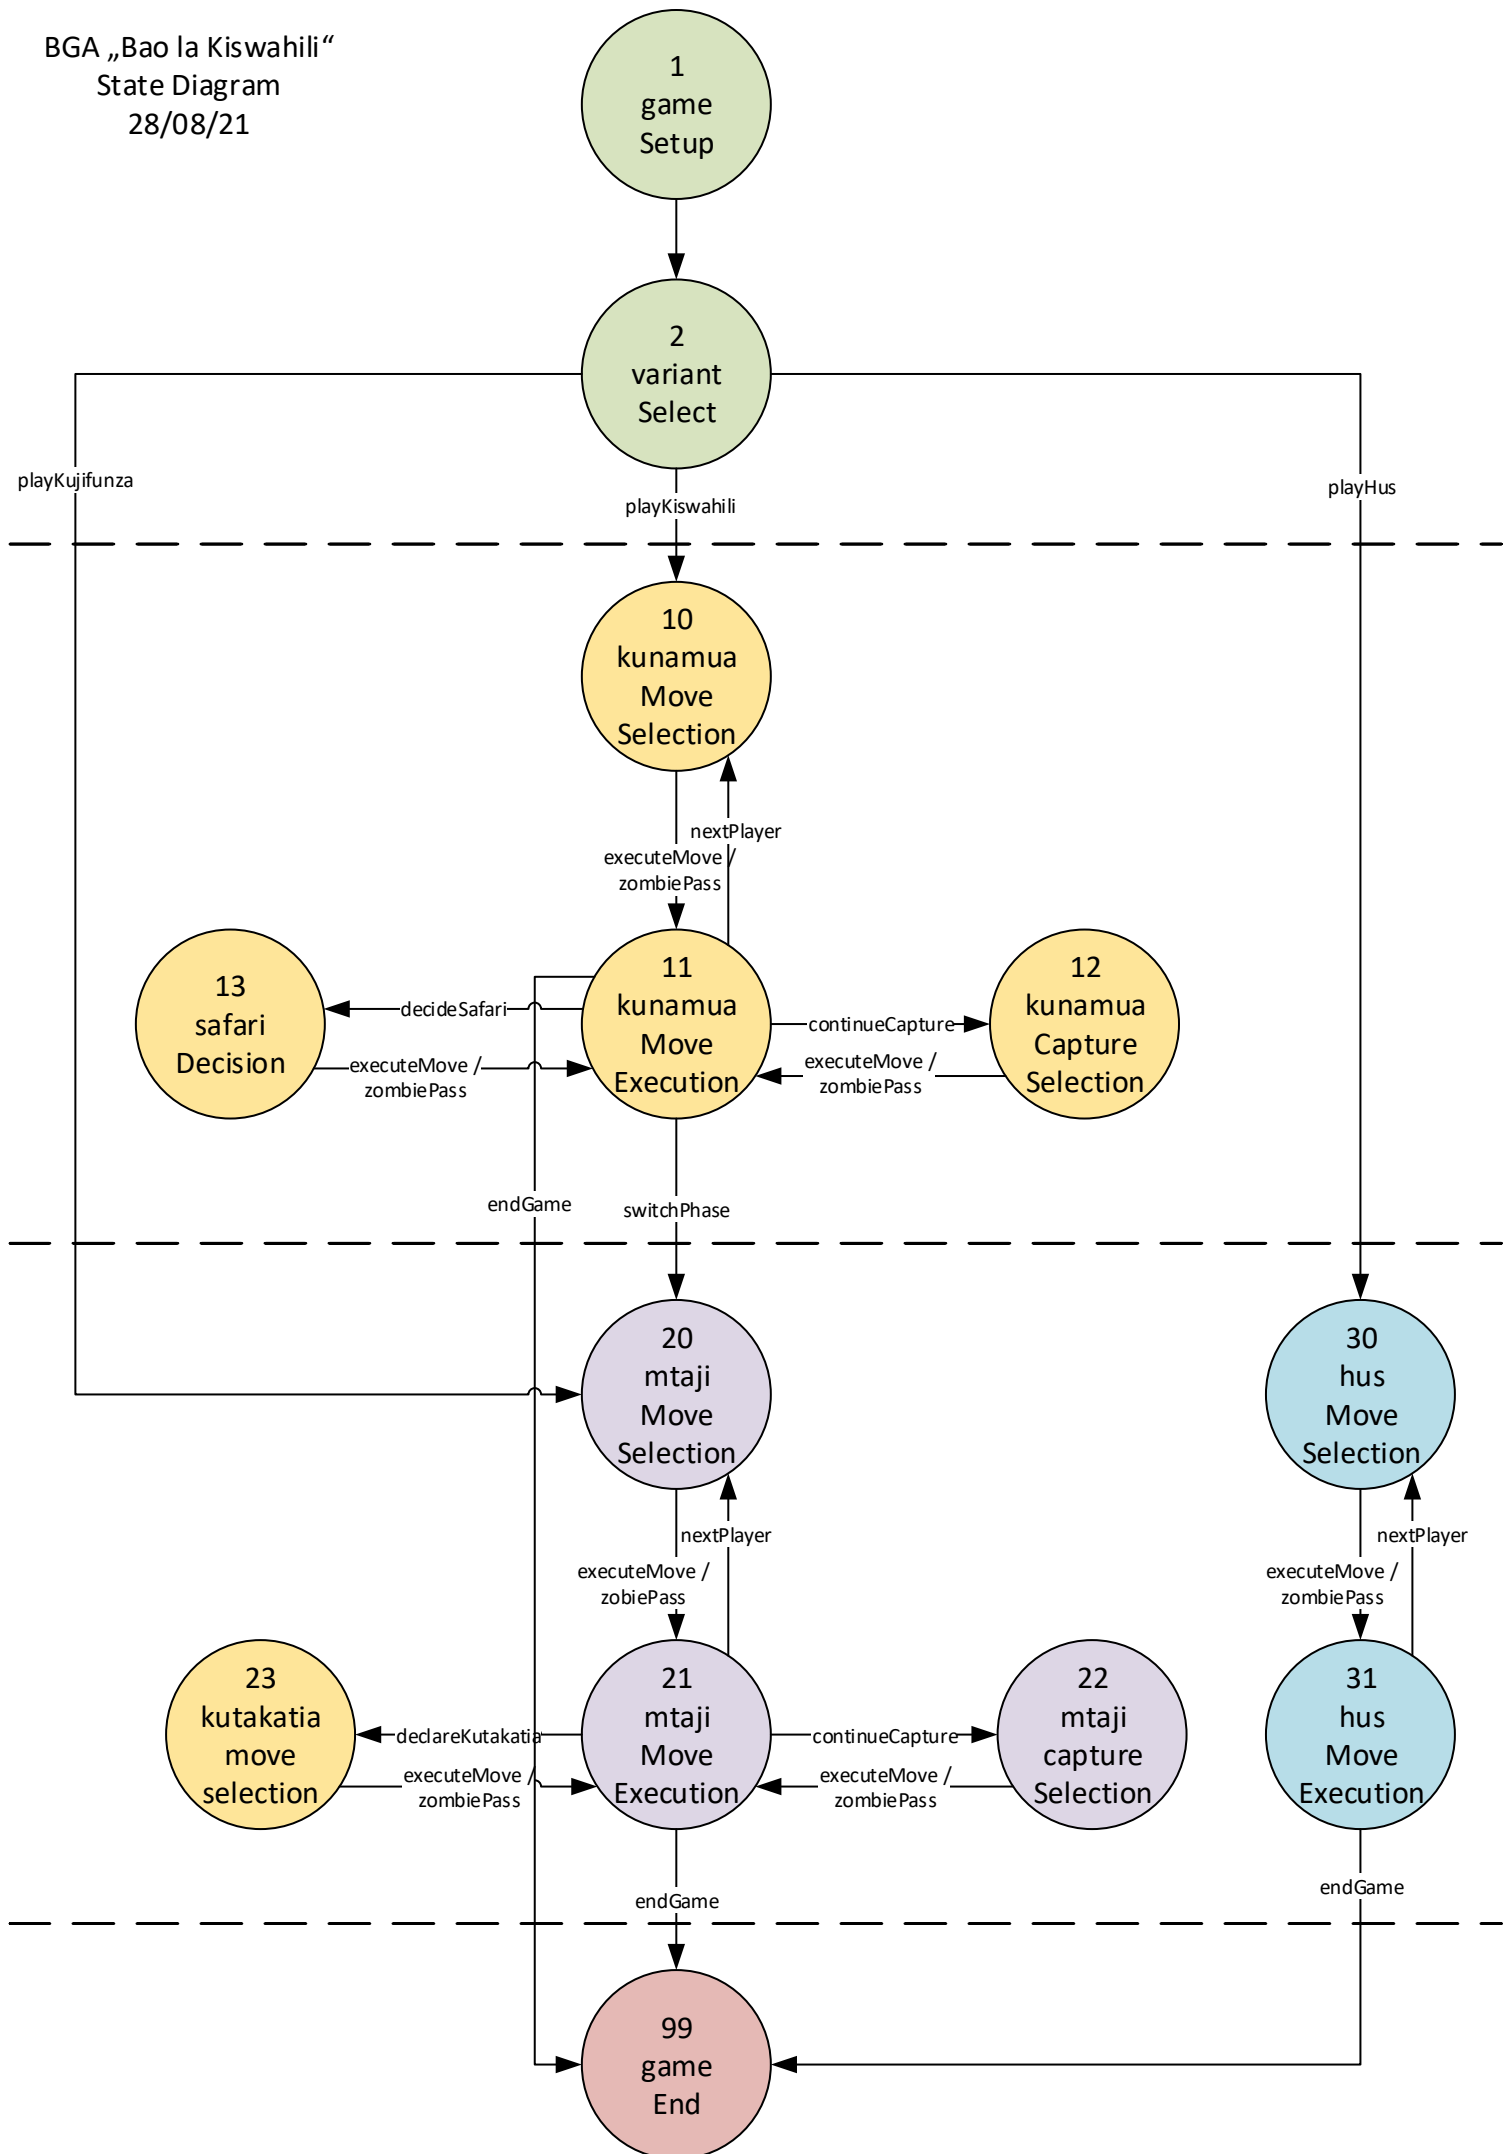 BGA „Bao la Kiswahili“
State Diagram
28/08/21
1
game
Setup
2
variant
Select
playKujifunza
playKiswahili
playHus
10
kunamua
Move
Selection
nextPlayer
executeMove /
zombiePass
13
safari
Decision
decideSafari
executeMove /
zombiePass
11
kunamua
Move
Execution
continueCapture
executeMove /
zombiePass
12
kunamua
Capture
Selection
endGame
switchPhase
20
mtaji
Move
Selection
30
hus
Move
Selection
nextPlayer
executeMove /
zobiePass
nextPlayer
executeMove /
zombiePass
23
kutakatia
move
selection
declareKutakatia
executeMove /
zombiePass
21
mtaji
Move
Execution
continueCapture
executeMove /
zombiePass
22
mtaji
capture
Selection
31
hus
Move
Execution
endGame
endGame
99
game
End